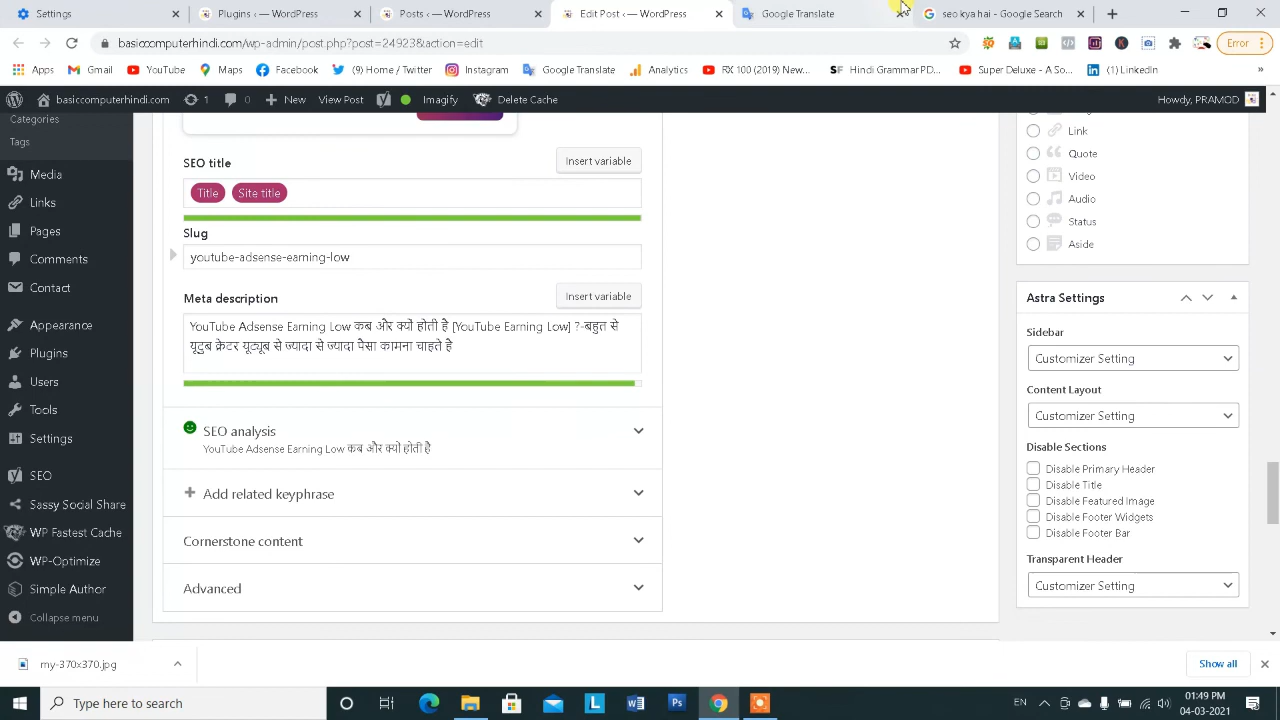 Settings
Plugins ‹ — WordPress
Posts ‹ — WordPress
Edit Post ‹ — WordPress
Google Translate
seo kya hai - Google Search
basiccomputerhindi.com/wp-admin/post.php?post=24923&action=edit
Error
Apps
Gmail
YouTube
Maps
Facebook
(9) Home / Twitter
Instagram
Google Translate
Analytics
RX 100 (2019) New...
SF
Hindi Grammar PD...
Super Deluxe - A So...
(1) LinkedIn
»
basiccomputerhindi.com
1
0
New
View Post
Imagify
Delete Cache
Howdy, PRAMOD
Categories
Tags
Media
Links
Pages
Comments
Contact
Appearance
Plugins
Users
Tools
Settings
SEO
Sassy Social Share
WP Fastest Cache
WP-Optimize
Simple Author
Collapse menu
SEO title
Insert variable
Title
Site title
Slug
youtube-adsense-earning-low
Meta description
Insert variable
YouTube Adsense Earning Low कब और क्यों होती है [YouTube Earning Low] ?-बहुत से
यूटुब क्रेटर यूट्यूब से ज्यादा से ज्यादा पैसा कामना चाहते है
SEO analysis
YouTube Adsense Earning Low कब और क्यों होती है
Add related keyphrase
Cornerstone content
Advanced
Link
Quote
Video
Audio
Status
Aside
Astra Settings
Sidebar
Customizer Setting
Content Layout
Customizer Setting
Disable Sections
Disable Primary Header
Disable Title
Disable Featured Image
Disable Footer Widgets
Disable Footer Bar
Transparent Header
Customizer Setting
my-370x370.jpg
Show all
Type here to search
L
Ps
EN
01:49 PM
04-03-2021